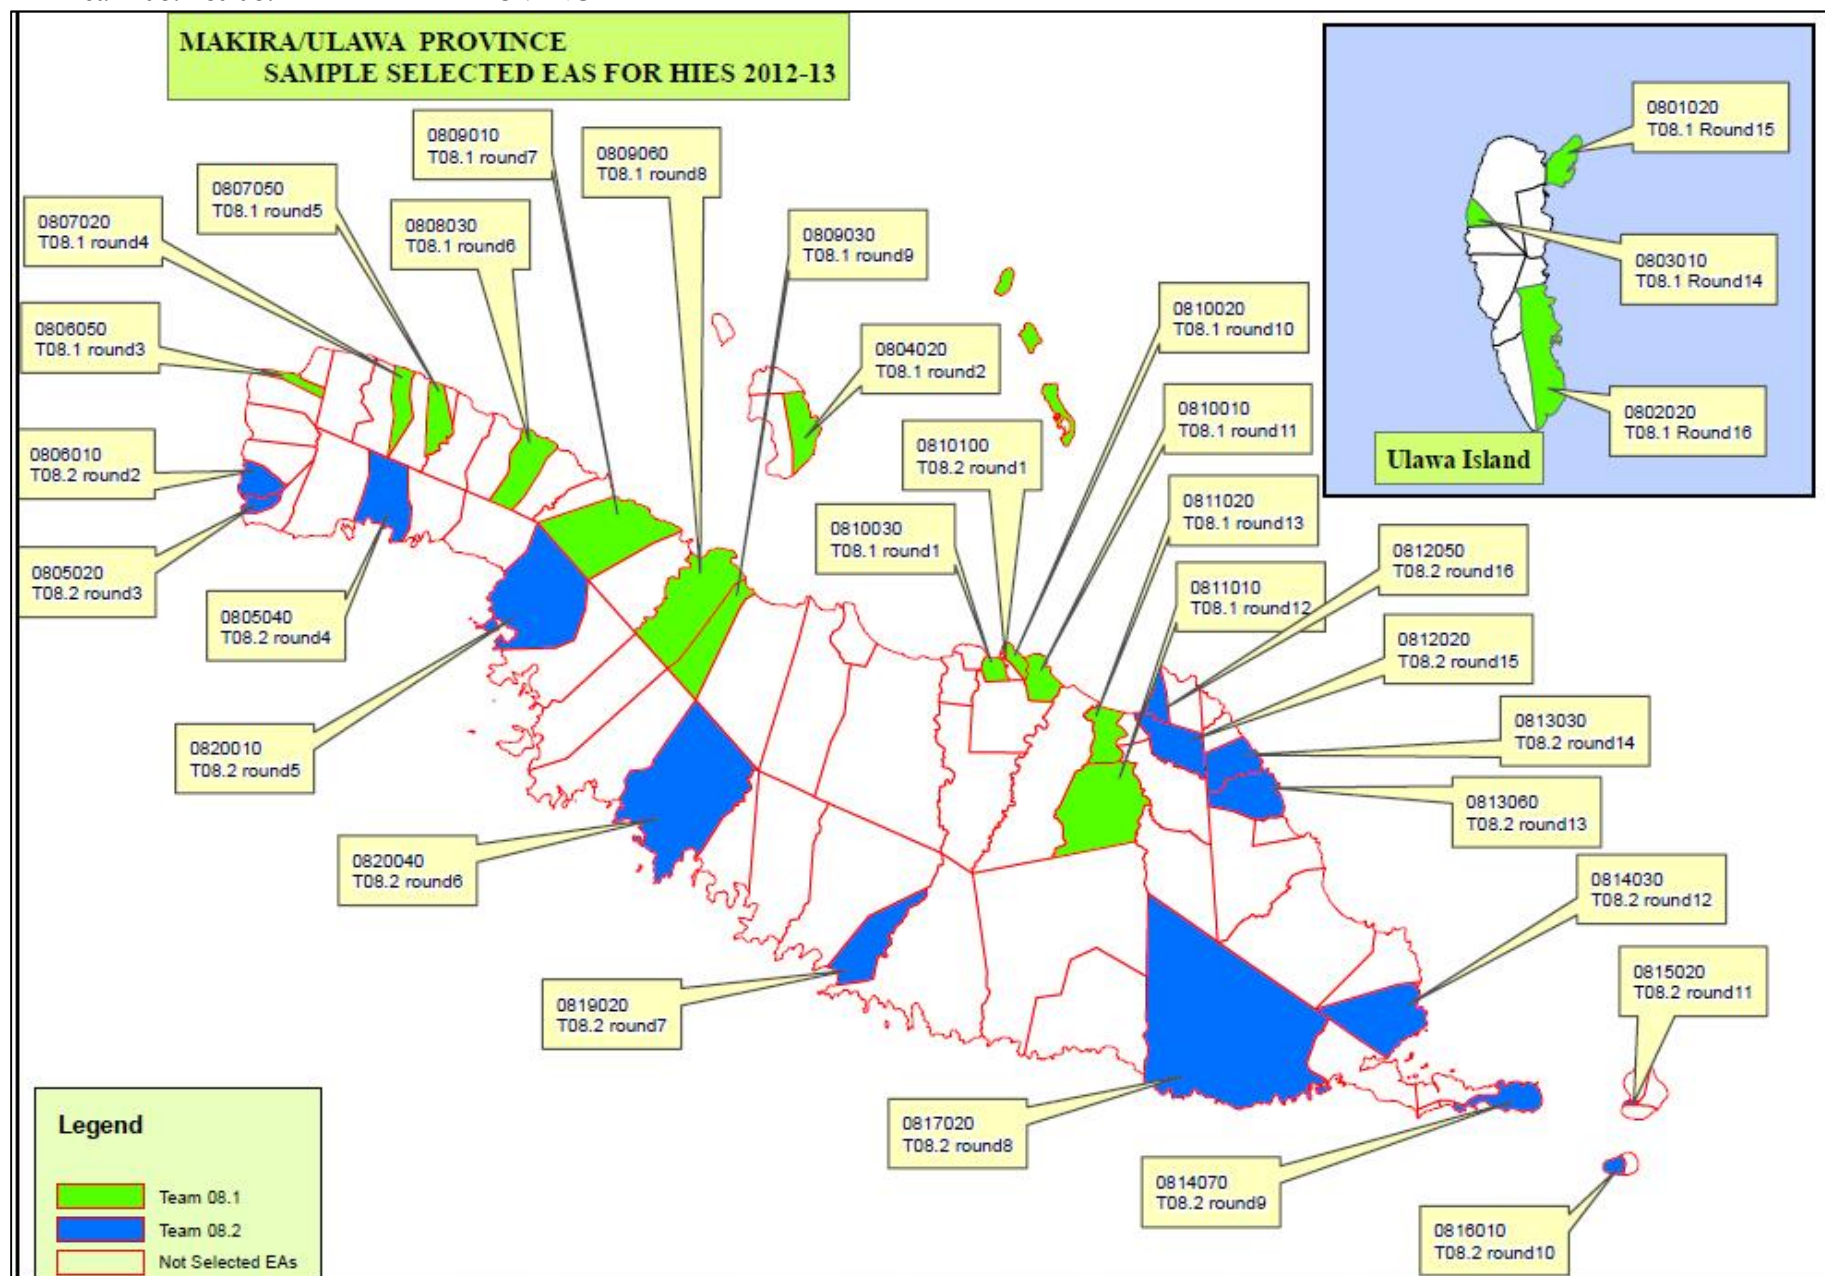 MAKIRA/ULAWA PROVINCE
SAMPLE SELECTED EAS FOR HIES 2012-13
0801020
T08.1 Round15
0803010
T08.1 Round14
0802020
T08.1 Round16
Ulawa Island
0809010
T08.1 round7
0809060
T08.1 round8
0807050
T08.1 round5
0807020
T08.1 round4
0808030
T08.1 round6
0809030
T08.1 round9
0806050
T08.1 round3
0804020
T08.1 round2
0810020
T08.1 round10
0810010
T08.1 round11
0810100
T08.2 round1
0806010
T08.2 round2
0811020
T08.1 round13
0810030
T08.1 round1
0812050
T08.2 round16
0805020
T08.2 round3
0811010
T08.1 round12
0805040
T08.2 round4
0812020
T08.2 round15
0813030
T08.2 round14
0820010
T08.2 round5
0813060
T08.2 round13
0820040
T08.2 round6
0814030
T08.2 round12
0815020
T08.2 round11
0819020
T08.2 round7
0817020
T08.2 round8
0814070
T08.2 round9
0816010
T08.2 round10
Legend
Team 08.1
Team 08.2
Not Selected EAs